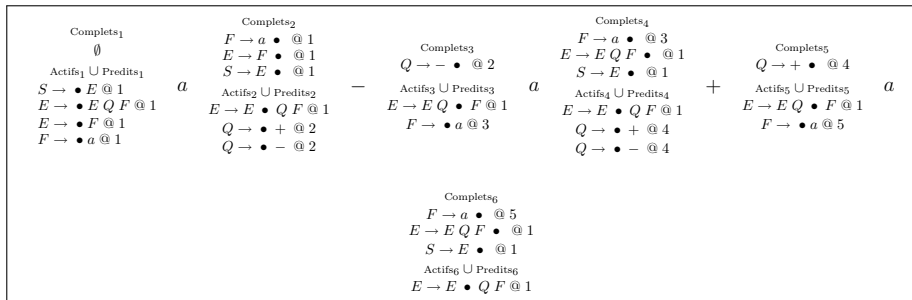 Complets₁
∅
Actifs₁ ∪ Predits₁
S → • E @ 1
E → • E Q F @ 1
E → • F @ 1
F → • a @ 1
a
Complets₂
F → a • @ 1
E → F • @ 1
S → E • @ 1
Actifs₂ ∪ Predits₂
E → E • Q F @ 1
Q → • + @ 2
Q → • − @ 2
−
Complets₃
Q → − • @ 2
Actifs₃ ∪ Predits₃
E → E Q • F @ 1
F → • a @ 3
a
Complets₄
F → a • @ 3
E → E Q F • @ 1
S → E • @ 1
Actifs₄ ∪ Predits₄
E → E • Q F @ 1
Q → • + @ 4
Q → • − @ 4
+
Complets₅
Q → + • @ 4
Actifs₅ ∪ Predits₅
E → E Q • F @ 1
F → • a @ 5
a
Complets₆
F → a • @ 5
E → E Q F • @ 1
S → E • @ 1
Actifs₆ ∪ Predits₆
E → E • Q F @ 1